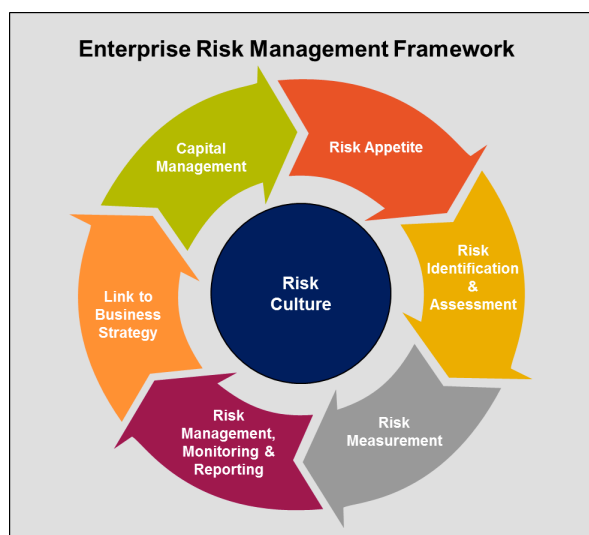 Enterprise Risk Management Framework
Capital
Management
Risk Appetite
Risk
Identification
&
Assessment
Risk
Measurement
Risk
Management,
Monitoring &
Reporting
Link to
Business
Strategy
Risk
Culture